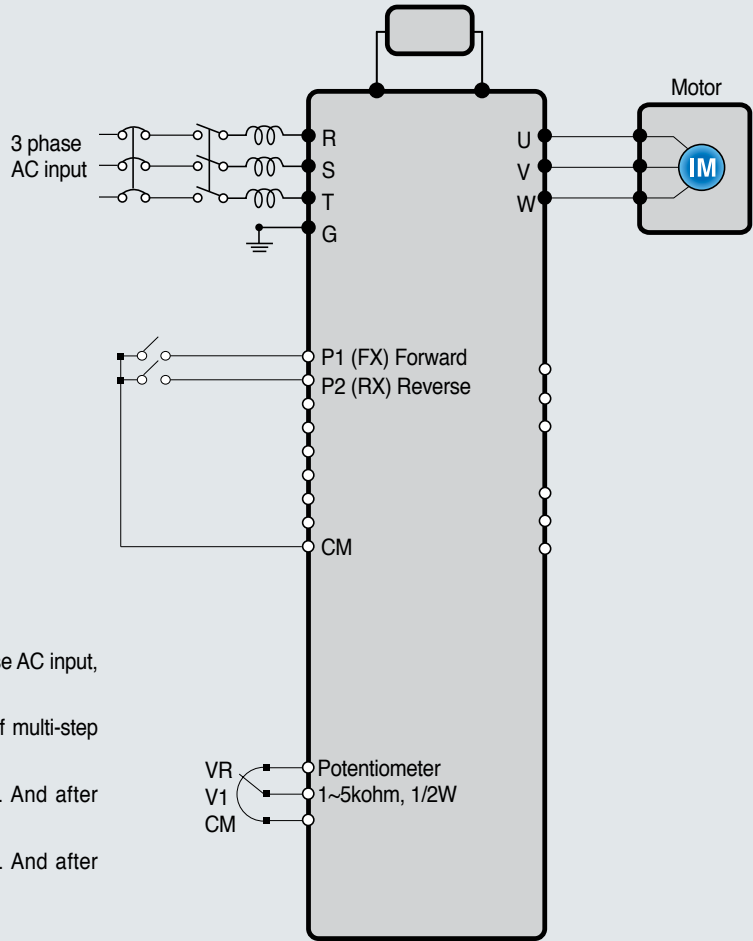 Motor
3 phase
AC input
R
S
T
G
U
V
W
IM
P1 (FX) Forward
P2 (RX) Reverse
CM
se AC input,
f multi-step
. And after
. And after
VR
V1
CM
Potentiometer
1~5kohm, 1/2W